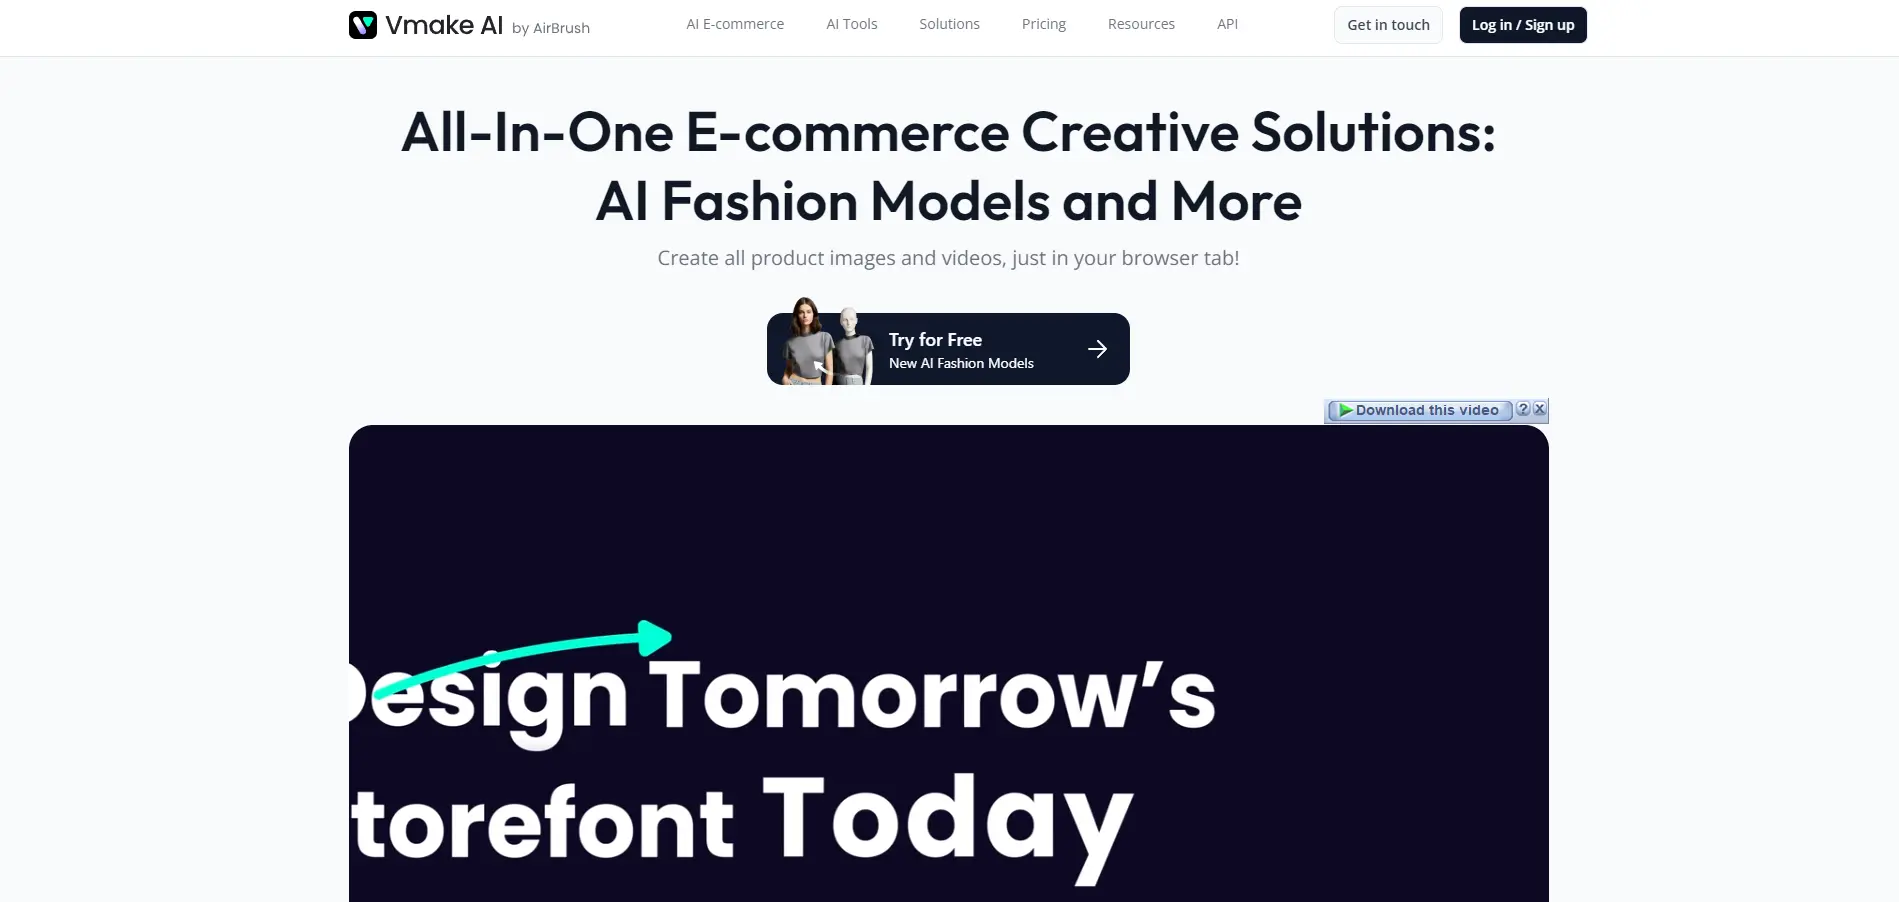 Vmake AI by AirBrush
AI E-commerce
AI Tools
Solutions
Pricing
Resources
API
Get in touch
Log in / Sign up
All-In-One E-commerce Creative Solutions:
AI Fashion Models and More
Create all product images and videos, just in your browser tab!
Try for Free
New AI Fashion Models
Download this video ? X
Design Tomorrow’s
torefont Today